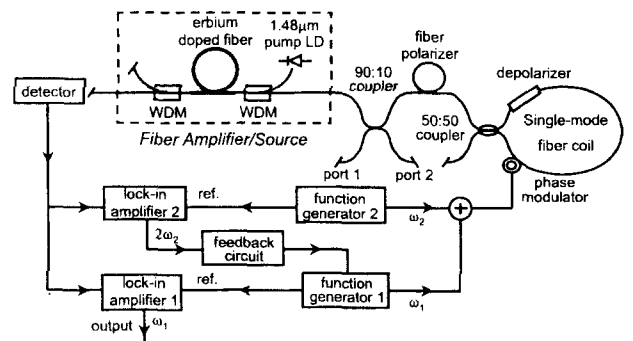 erbium
doped fiber
1.48μm
pump LD
fiber
polarizer
90:10
coupler
depolarizer
detector
WDM
WDM
50:50
coupler
Single-mode
fiber coil
Fiber Amplifier/Source
port 1
port 2
phase
modulator
lock-in
amplifier 2
ref.
function
generator 2
ω2
+
2ω2
feedback
circuit
lock-in
amplifier 1
ref.
function
generator 1
ω1
output
ω1